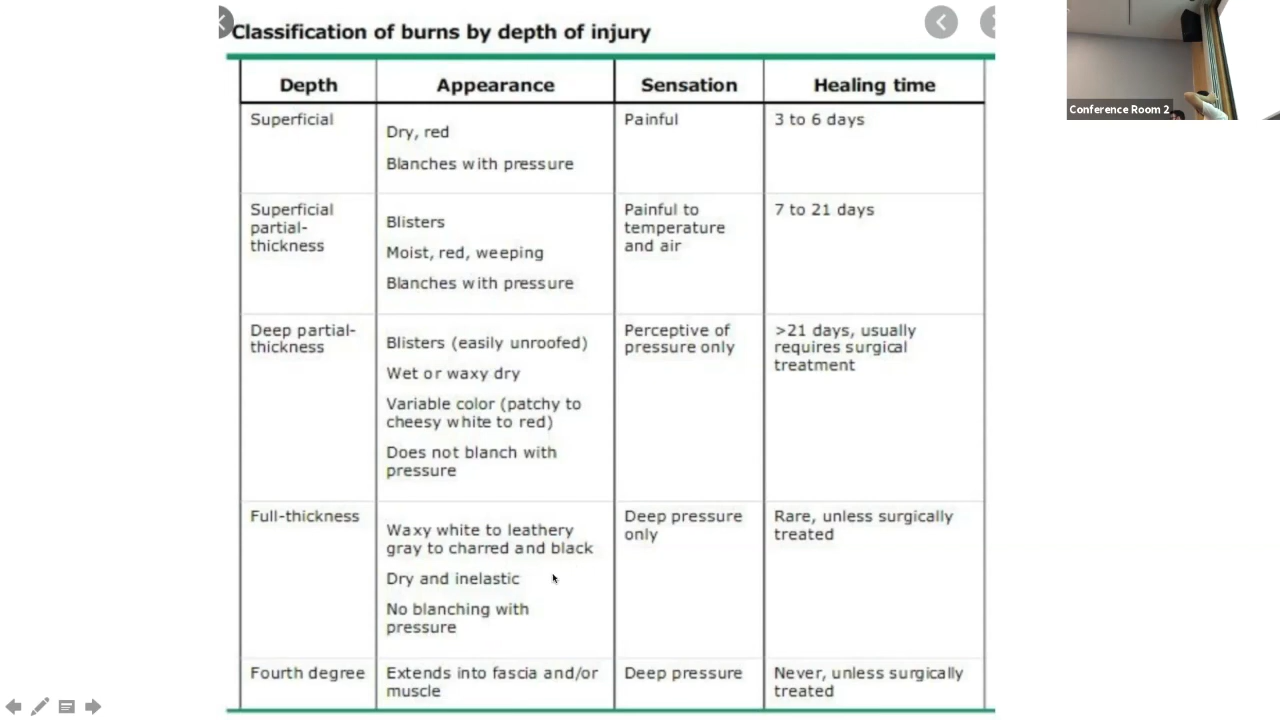 Classification of burns by depth of injury
Conference Room 2
Depth
Appearance
Sensation
Healing time
Superficial
Dry, red
Blanches with pressure
Painful
3 to 6 days
Superficial
partial-
thickness
Blisters
Moist, red, weeping
Blanches with pressure
Painful to
temperature
and air
7 to 21 days
Deep partial-
thickness
Blisters (easily unroofed)
Wet or waxy dry
Variable color (patchy to
cheesy white to red)
Does not blanch with
pressure
Perceptive of
pressure only
>21 days, usually
requires surgical
treatment
Full-thickness
Waxy white to leathery
gray to charred and black
Dry and inelastic
No blanching with
pressure
Deep pressure
only
Rare, unless surgically
treated
Fourth degree
Extends into fascia and/or
muscle
Deep pressure
Never, unless surgically
treated